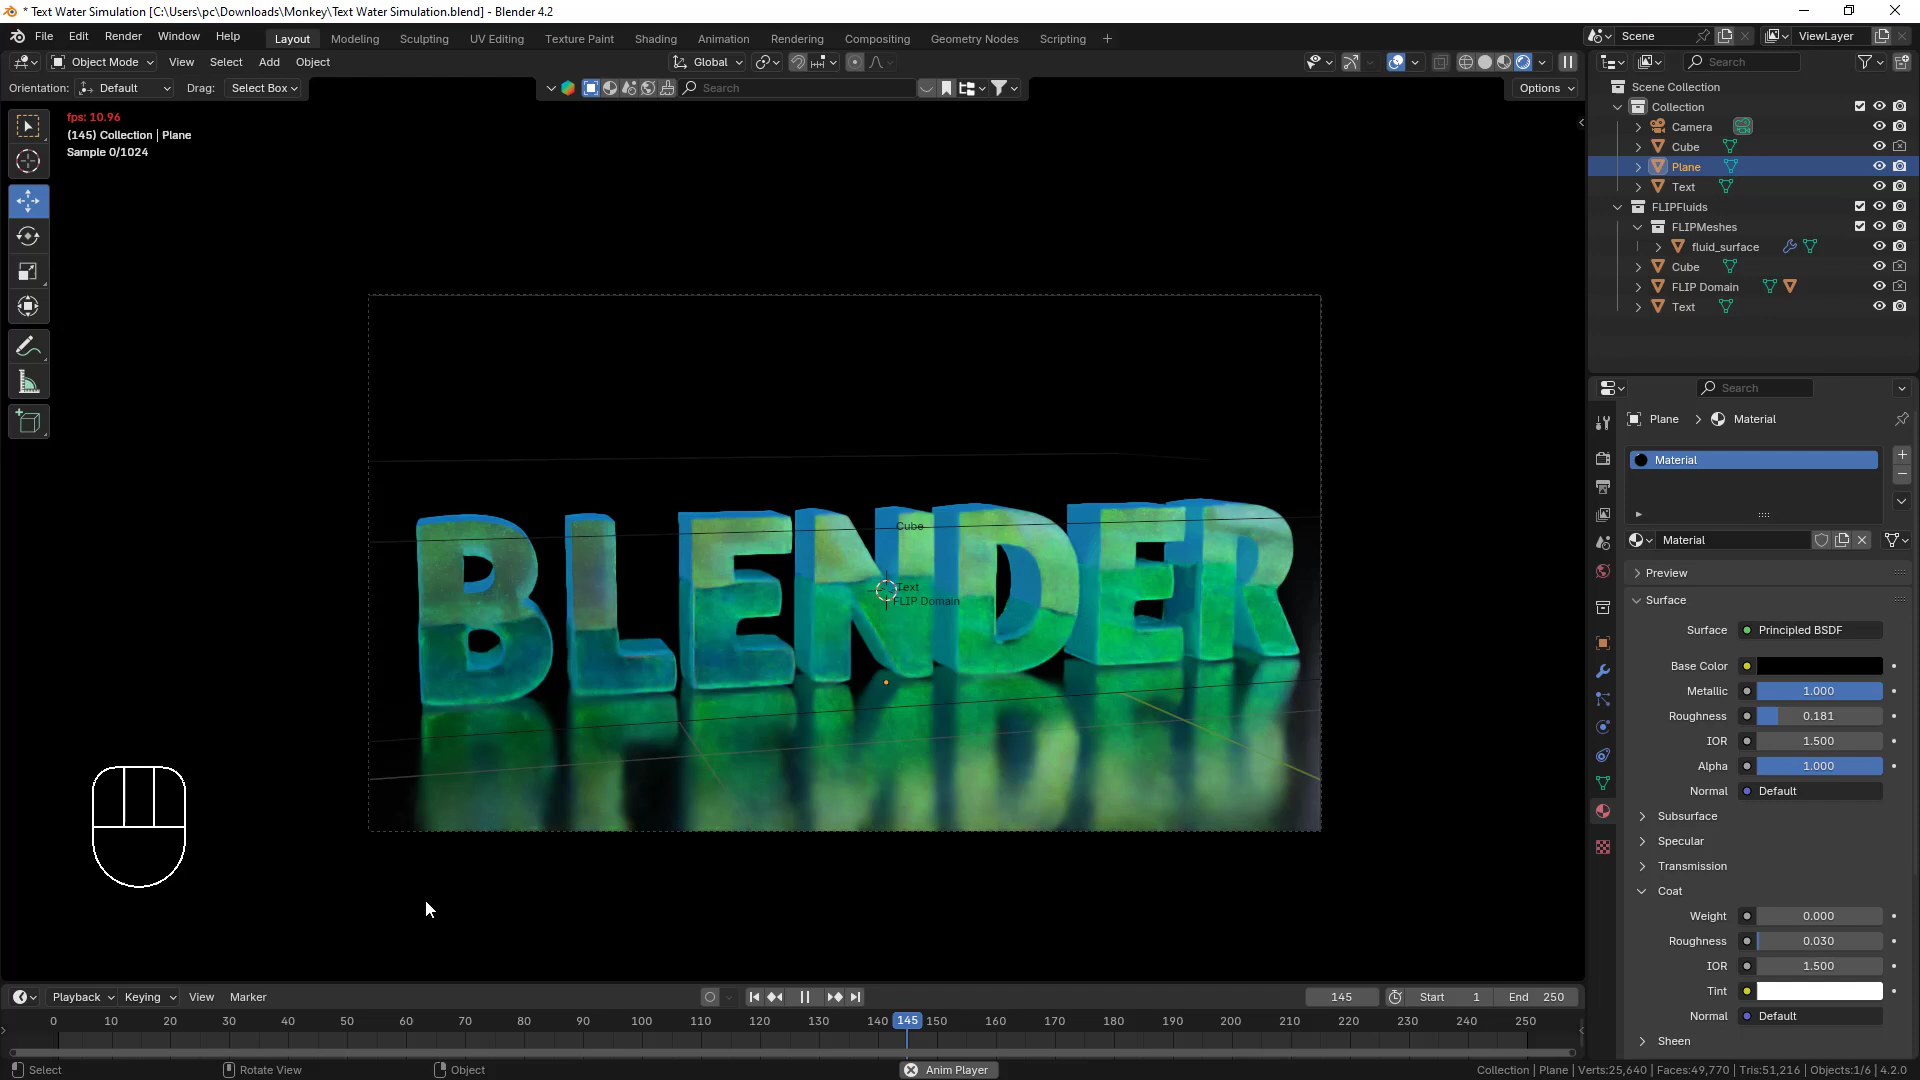 * Text Water Simulation [C:\Users\pc\Downloads\Monkey\Text Water Simulation.blend] - Blender 4.2
File Edit Render Window Help
Layout Modeling Sculpting UV Editing Texture Paint Shading Animation Rendering Compositing Geometry Nodes Scripting +
Scene
ViewLayer
Object Mode View Select Add Object
Global
Search
Orientation: Default Drag: Select Box
Search
Options
fps: 10.96
(145) Collection | Plane
Sample 0/1024
BLENDER
Cube
Text
FLIP Domain
Scene Collection
Collection
Camera
Cube
Plane
Text
FLIPFluids
FLIPMeshes
fluid_surface
Cube
FLIP Domain
Text
Search
Plane > Material
Material
Material
Preview
Surface
Surface Principled BSDF
Base Color
Metallic 1.000
Roughness 0.181
IOR 1.500
Alpha 1.000
Normal Default
Subsurface
Specular
Transmission
Coat
Weight 0.000
Roughness 0.030
IOR 1.500
Tint
Normal Default
Sheen
Playback Keying View Marker
145
Start 1
End 250
0 10 20 30 40 50 60 70 80 90 100 110 120 130 140 145 150 160 170 180 190 200 210 220 230 240 250
Select
Rotate View
Object
Anim Player
Collection | Plane | Verts:25,640 | Faces:49,770 | Tris:51,216 | Objects:1/6 | 4.2.0